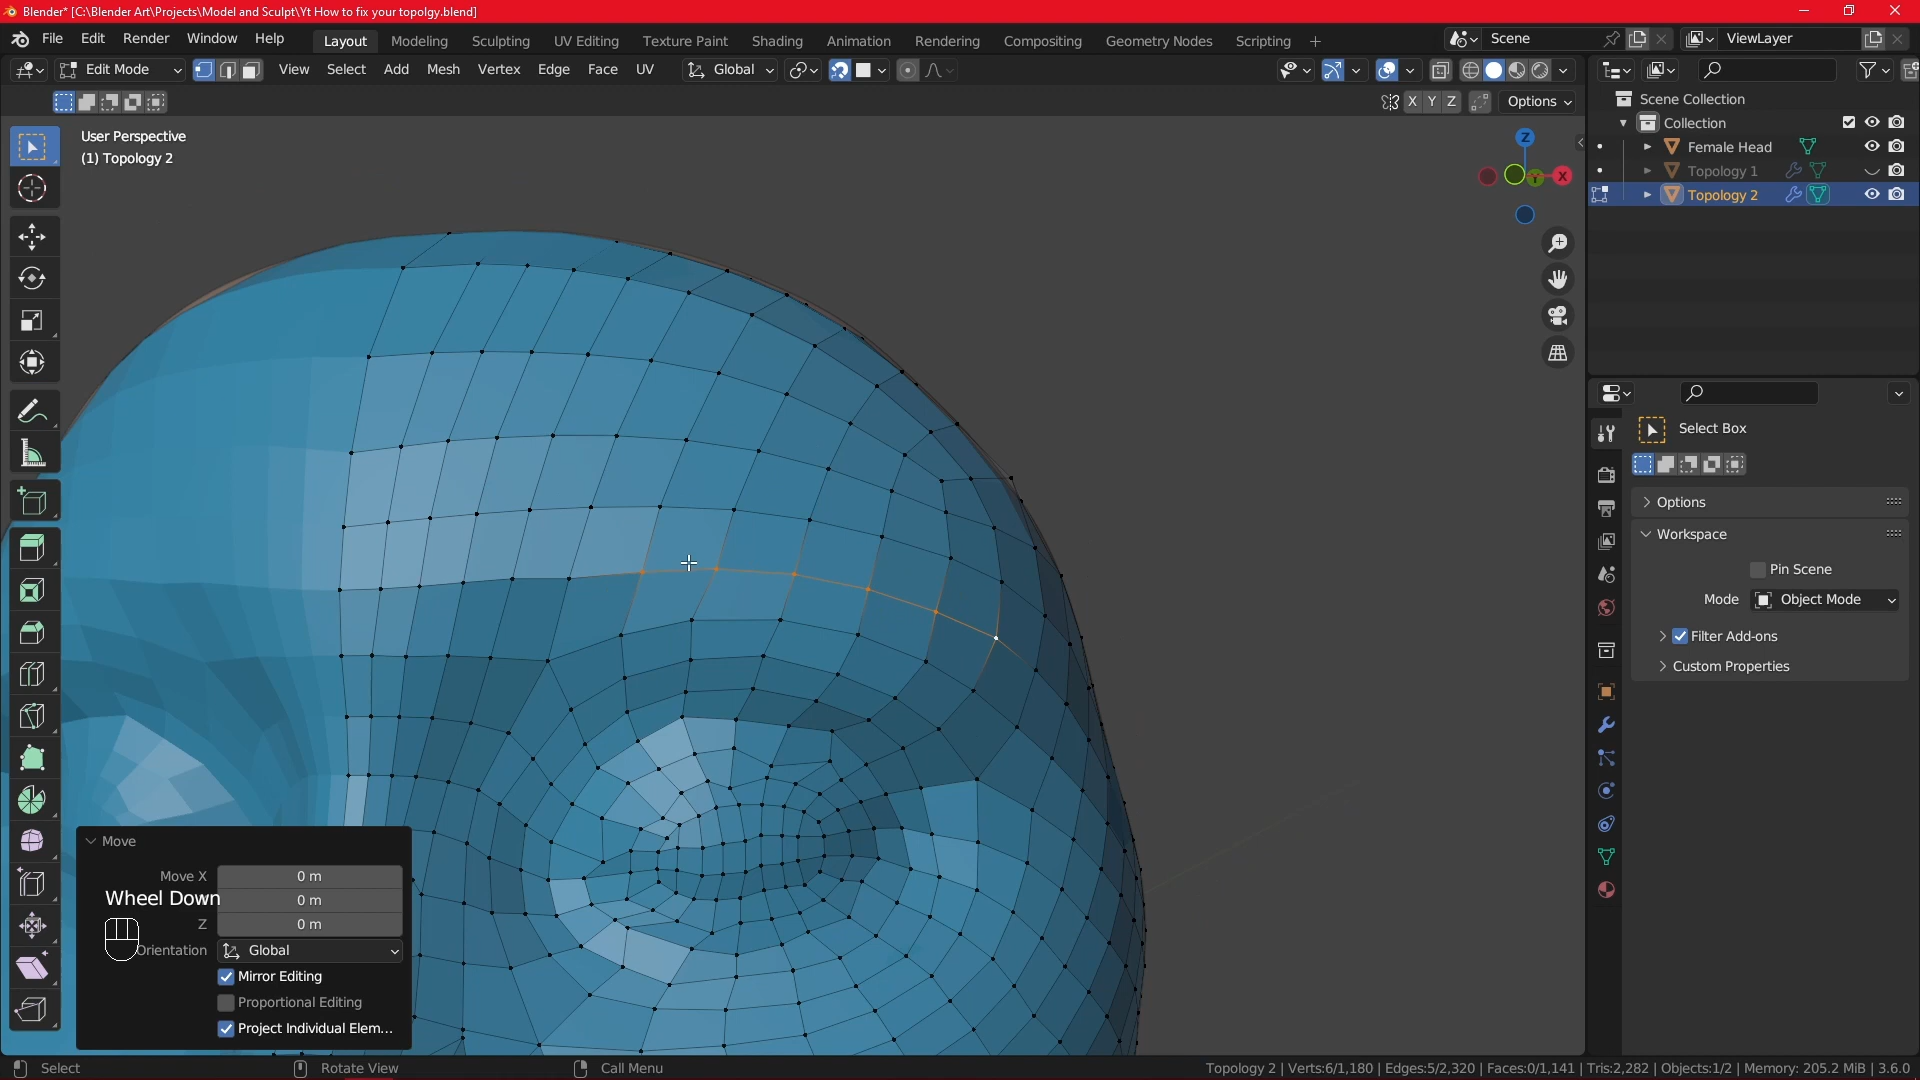 Blender* [C:\Blender Art\Projects\Model and Sculpt\Yt How to fix your topolgy.blend]
File Edit Render Window Help Layout Modeling Sculpting UV Editing Texture Paint Shading Animation Rendering Compositing Geometry Nodes Scripting + Scene ViewLayer
Edit Mode View Select Add Mesh Vertex Edge Face UV Global
X Y Z Options
User Perspective
(1) Topology 2
Z
X
Y
Scene Collection
Collection
Female Head
Topology 1
Topology 2
Select Box
Options
Workspace
Pin Scene
Mode Object Mode
Filter Add-ons
Custom Properties
Move
Move X 0 m
Wheel Down 0 m
Z 0 m
Orientation Global
Mirror Editing
Proportional Editing
Project Individual Elem...
Select Rotate View Call Menu Topology 2 | Verts:6/1,180 | Edges:5/2,320 | Faces:0/1,141 | Tris:2,282 | Objects:1/2 | Memory: 205.2 MiB | 3.6.0